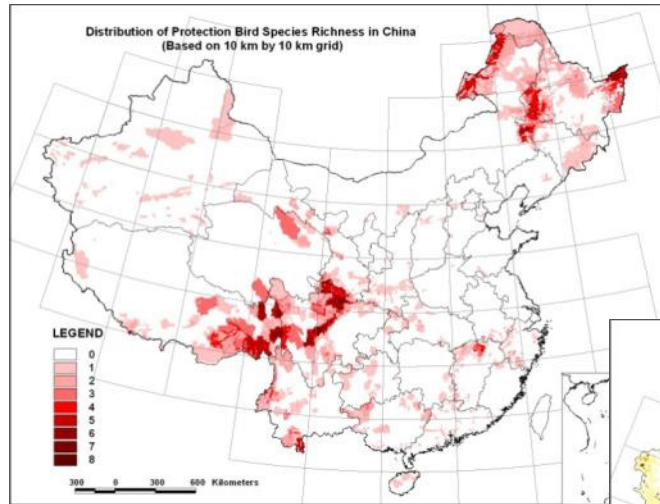 Distribution of Protection Bird Species Richness in China
(Based on 10 km by 10 km grid)
LEGEND
0
1
2
3
4
5
6
7
8
300 0 300 600 Kilometers